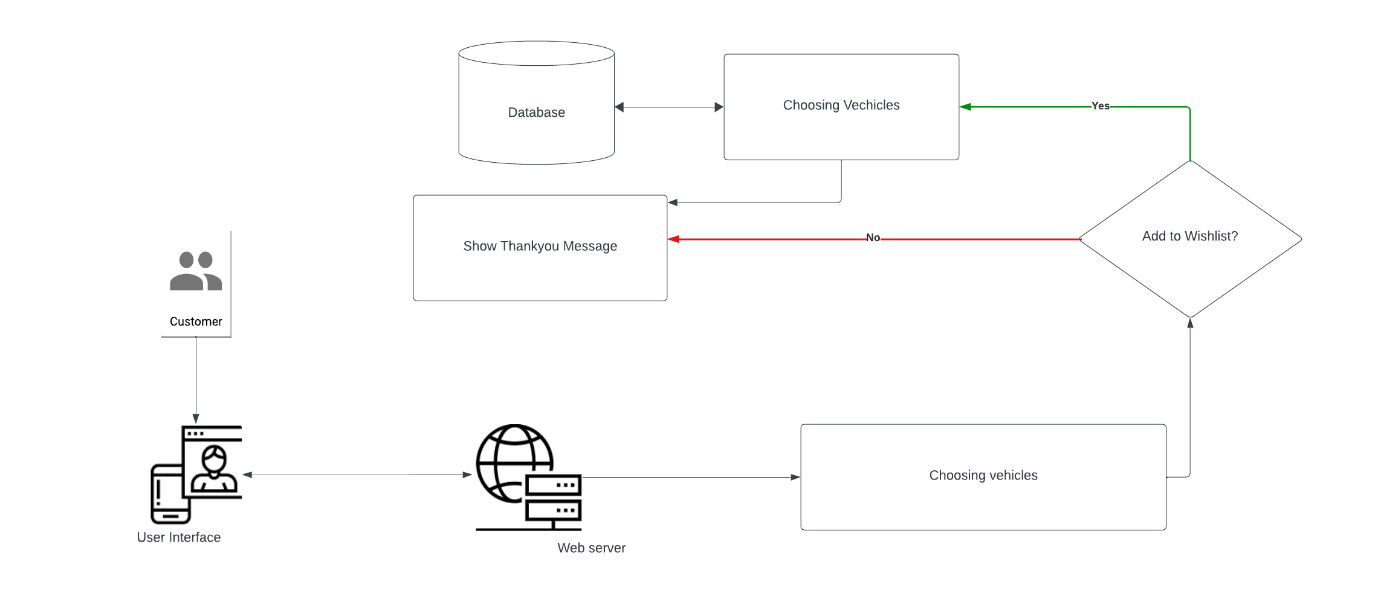 Database
Choosing Vechicles
Yes
Show Thankyou Message
No
Add to Wishlist?
Customer
Choosing vehicles
User Interface
Web server